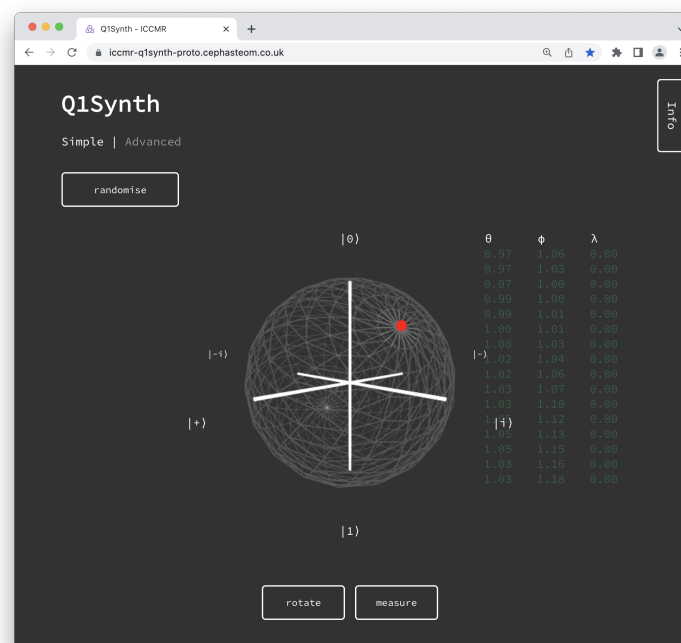 Q1Synth - ICCMR
iccmr-q1synth-proto.cephasteom.co.uk
Q1Synth
Info
Simple | Advanced
randomise
|0⟩
θ φ λ
0.97 1.06 0.00
0.97 1.03 0.00
0.97 1.00 0.00
0.99 1.00 0.00
0.99 1.01 0.00
1.00 1.01 0.00
1.00 1.03 0.00
|-i⟩
|-⟩
1.02 1.04 0.00
1.02 1.06 0.00
1.03 1.07 0.00
1.03 1.10 0.00
|+⟩
|i⟩
1.12 0.00
1.05 1.13 0.00
1.05 1.15 0.00
1.03 1.16 0.00
1.03 1.18 0.00
|1⟩
rotate measure